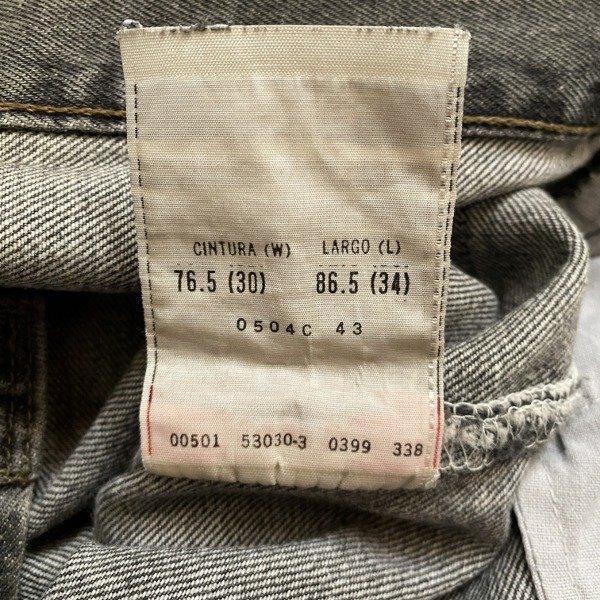 CINTURA (W) LARGO (L)
76.5 (30) 86.5 (34)
0504C 43
00501 53030-3 0399 338